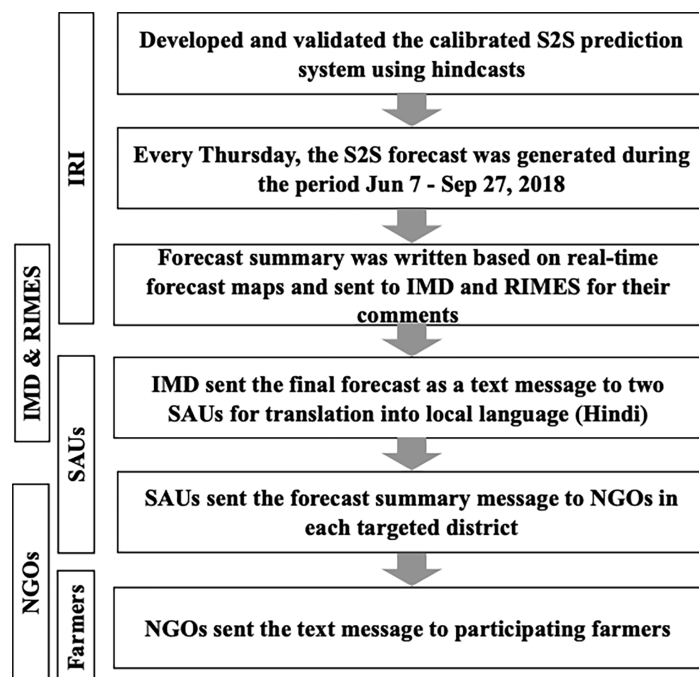 Developed and validated the calibrated S2S prediction
system using hindcasts
IRI
Every Thursday, the S2S forecast was generated during
the period Jun 7 - Sep 27, 2018
Forecast summary was written based on real-time
forecast maps and sent to IMD and RIMES for their
comments
IMD & RIMES
IMD sent the final forecast as a text message to two
SAUs for translation into local language (Hindi)
SAUs
SAUs sent the forecast summary message to NGOs in
each targeted district
NGOs
NGOs sent the text message to participating farmers
Farmers